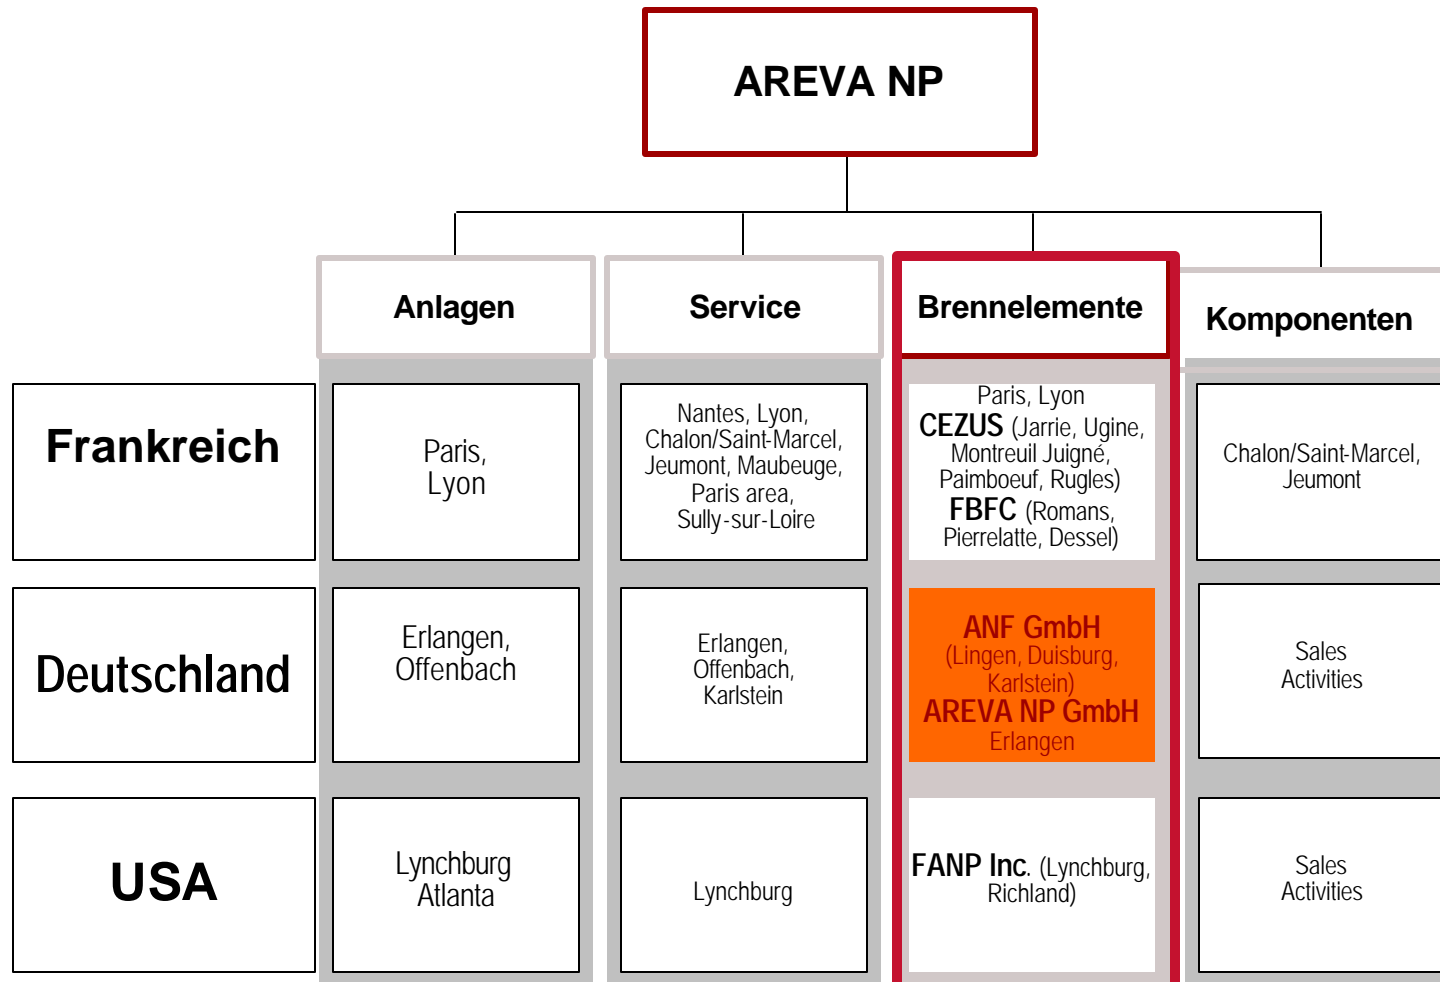 AREVA NP
Anlagen
Service
Brennelemente
Komponenten
Frankreich
Paris,
Lyon
Nantes, Lyon,
Chalon/Saint-Marcel,
Jeumont, Maubeuge,
Paris area,
Sully-sur-Loire
Paris, Lyon
CEZUS (Jarrie, Ugine,
Montreuil Juigné,
Paimboeuf, Rugles)
FBFC (Romans,
Pierrelatte, Dessel)
Chalon/Saint-Marcel,
Jeumont
Deutschland
Erlangen,
Offenbach
Erlangen,
Offenbach,
Karlstein
ANF GmbH
(Lingen, Duisburg,
Karlstein)
AREVA NP GmbH
Erlangen
Sales
Activities
USA
Lynchburg
Atlanta
Lynchburg
FANP Inc. (Lynchburg,
Richland)
Sales
Activities